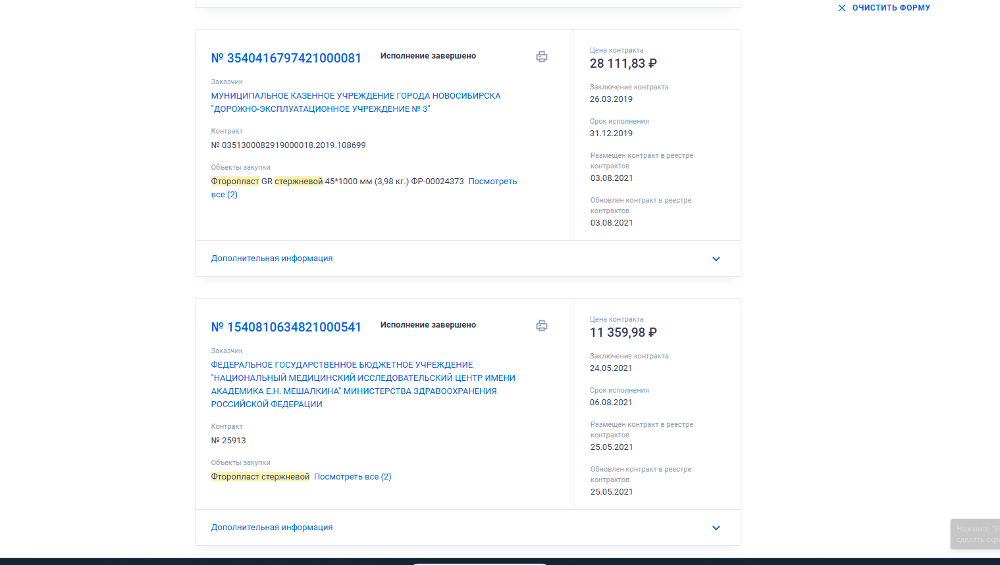 ОЧИСТИТЬ ФОРМУ
№ 3540416797421000081
Исполнение завершено
Заказчик
МУНИЦИПАЛЬНОЕ КАЗЕННОЕ УЧРЕЖДЕНИЕ ГОРОДА НОВОСИБИРСКА
"ДОРОЖНО-ЭКСПЛУАТАЦИОННОЕ УЧРЕЖДЕНИЕ № 3"
Контракт
№ 0351300082919000018.2019.108699
Объекты закупки
Фторопласт GR стержневой 45*1000 мм (3,98 кг.) ФР-00024373 Посмотреть
все (2)
Цена контракта
28 111,83 ₽
Заключение контракта
26.03.2019
Срок исполнения
31.12.2019
Размещен контракт в реестре
контрактов
03.08.2021
Обновлен контракт в реестре
контрактов
03.08.2021
Дополнительная информация
№ 1540810634821000541
Исполнение завершено
Заказчик
ФЕДЕРАЛЬНОЕ ГОСУДАРСТВЕННОЕ БЮДЖЕТНОЕ УЧРЕЖДЕНИЕ
"НАЦИОНАЛЬНЫЙ МЕДИЦИНСКИЙ ИССЛЕДОВАТЕЛЬСКИЙ ЦЕНТР ИМЕНИ
АКАДЕМИКА Е.Н. МЕШАЛКИНА" МИНИСТЕРСТВА ЗДРАВООХРАНЕНИЯ
РОССИЙСКОЙ ФЕДЕРАЦИИ
Контракт
№ 25913
Объекты закупки
Фторопласт стержневой Посмотреть все (2)
Цена контракта
11 359,98 ₽
Заключение контракта
24.05.2021
Срок исполнения
06.08.2021
Размещен контракт в реестре
контрактов
25.05.2021
Обновлен контракт в реестре
контрактов
25.05.2021
Дополнительная информация
Нажмите "P
сделать скр